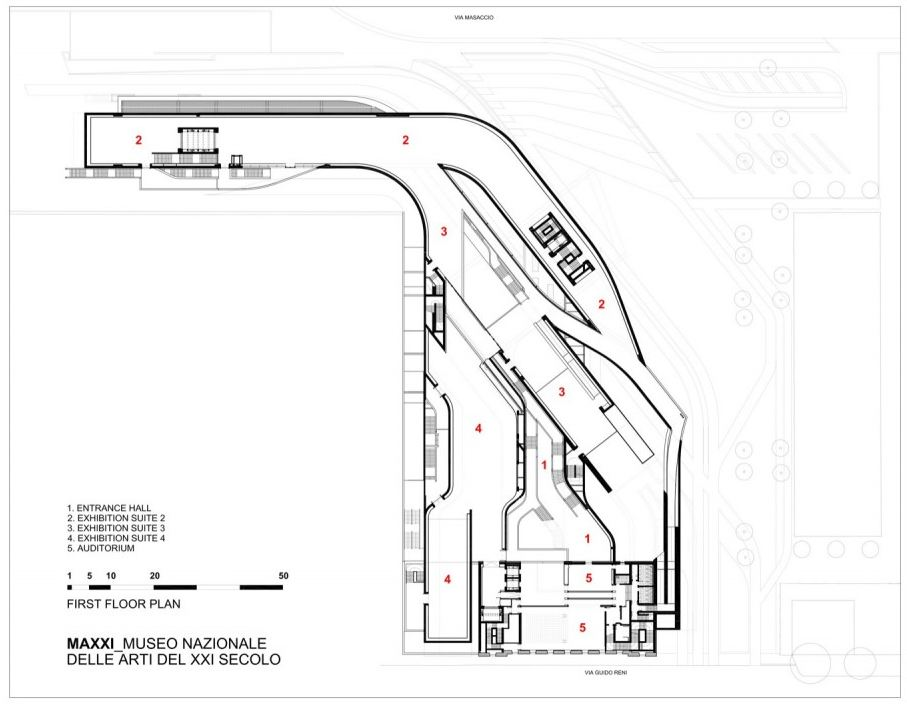 VIA MASACCIO
2
2
3
2
3
4
1
1
5
4
5
1. ENTRANCE HALL
2. EXHIBITION SUITE 2
3. EXHIBITION SUITE 3
4. EXHIBITION SUITE 4
5. AUDITORIUM
1 5 10 20 50
FIRST FLOOR PLAN
MAXXI_MUSEO NAZIONALE
DELLE ARTI DEL XXI SECOLO
VIA GUIDO RENI